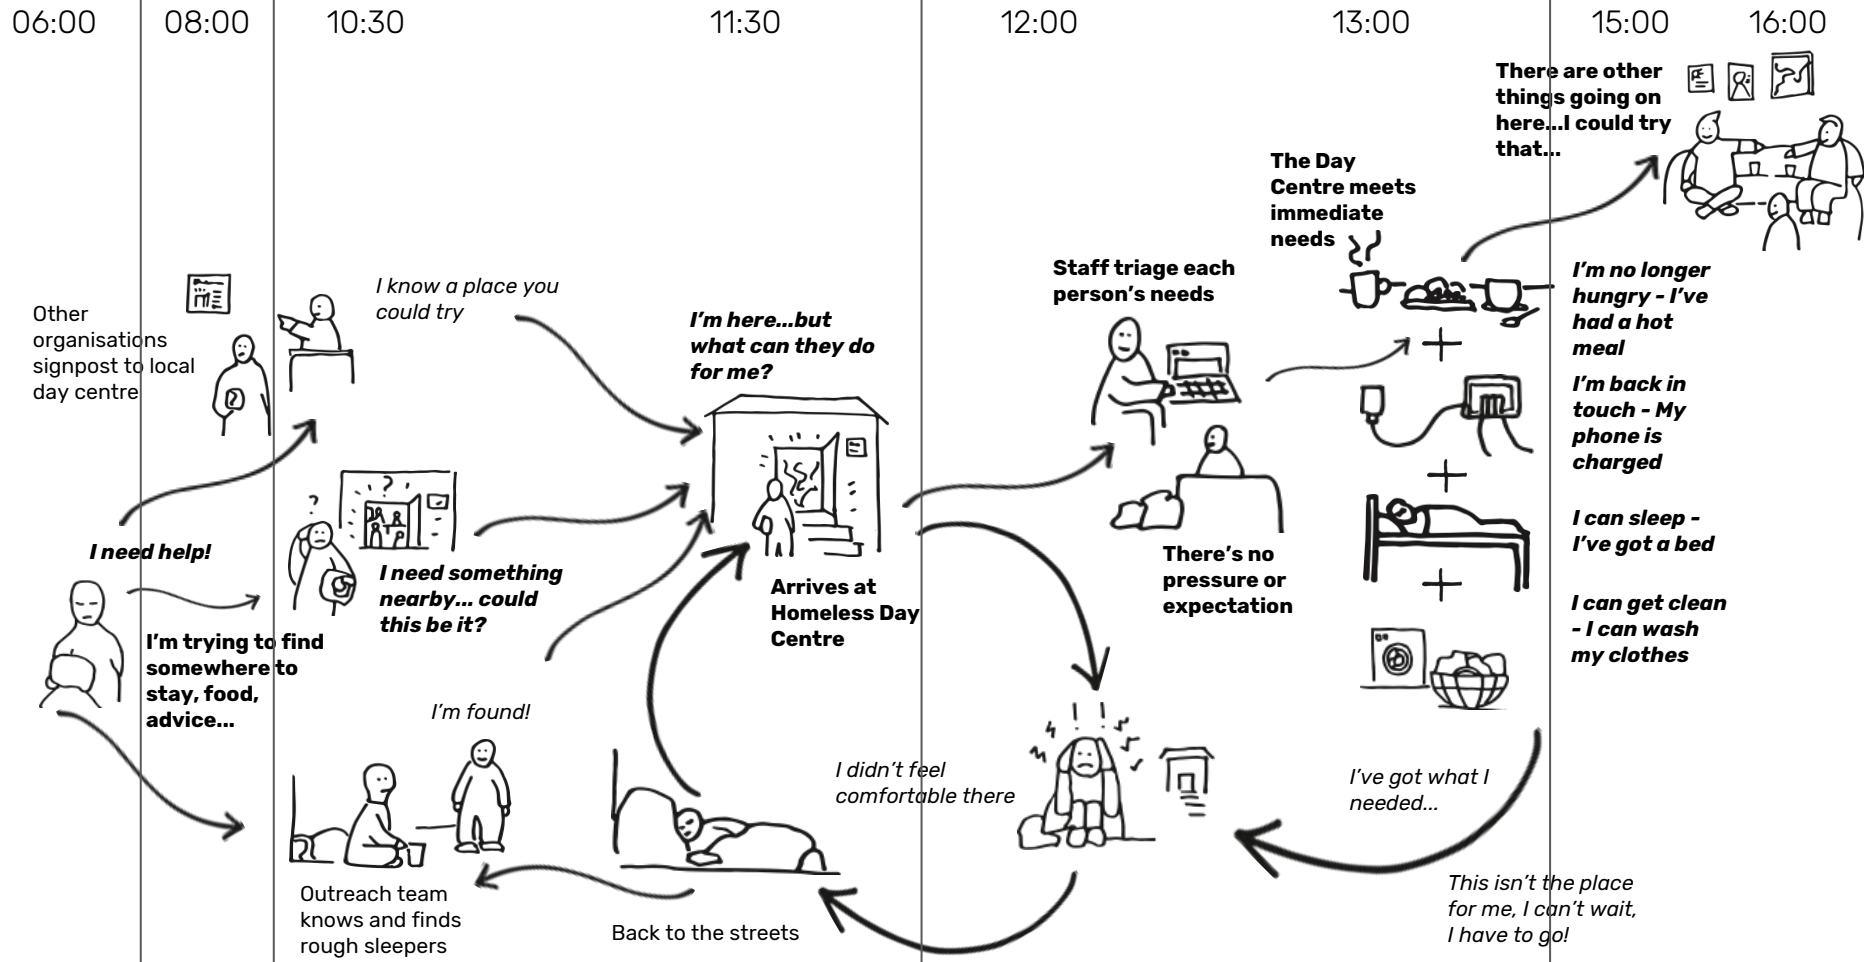 06:00
08:00
10:30
11:30
12:00
13:00
15:00
16:00
Other
organisations
signpost to local
day centre
I know a place you
could try
I need help!
I'm trying to find
somewhere to
stay, food,
advice...
?
?
I need something
nearby... could
this be it?
I'm found!
Outreach team
knows and finds
rough sleepers
I'm here...but
what can they do
for me?
Arrives at
Homeless Day
Centre
Back to the streets
I didn't feel
comfortable there
Staff triage each
person's needs
There's no
pressure or
expectation
The Day
Centre meets
immediate
needs
+
+
+
There are other
things going on
here...I could try
that...
I'm no longer
hungry - I've
had a hot
meal
I'm back in
touch - My
phone is
charged
I can sleep -
I've got a bed
I can get clean
- I can wash
my clothes
I've got what I
needed...
This isn't the place
for me, I can't wait,
I have to go!